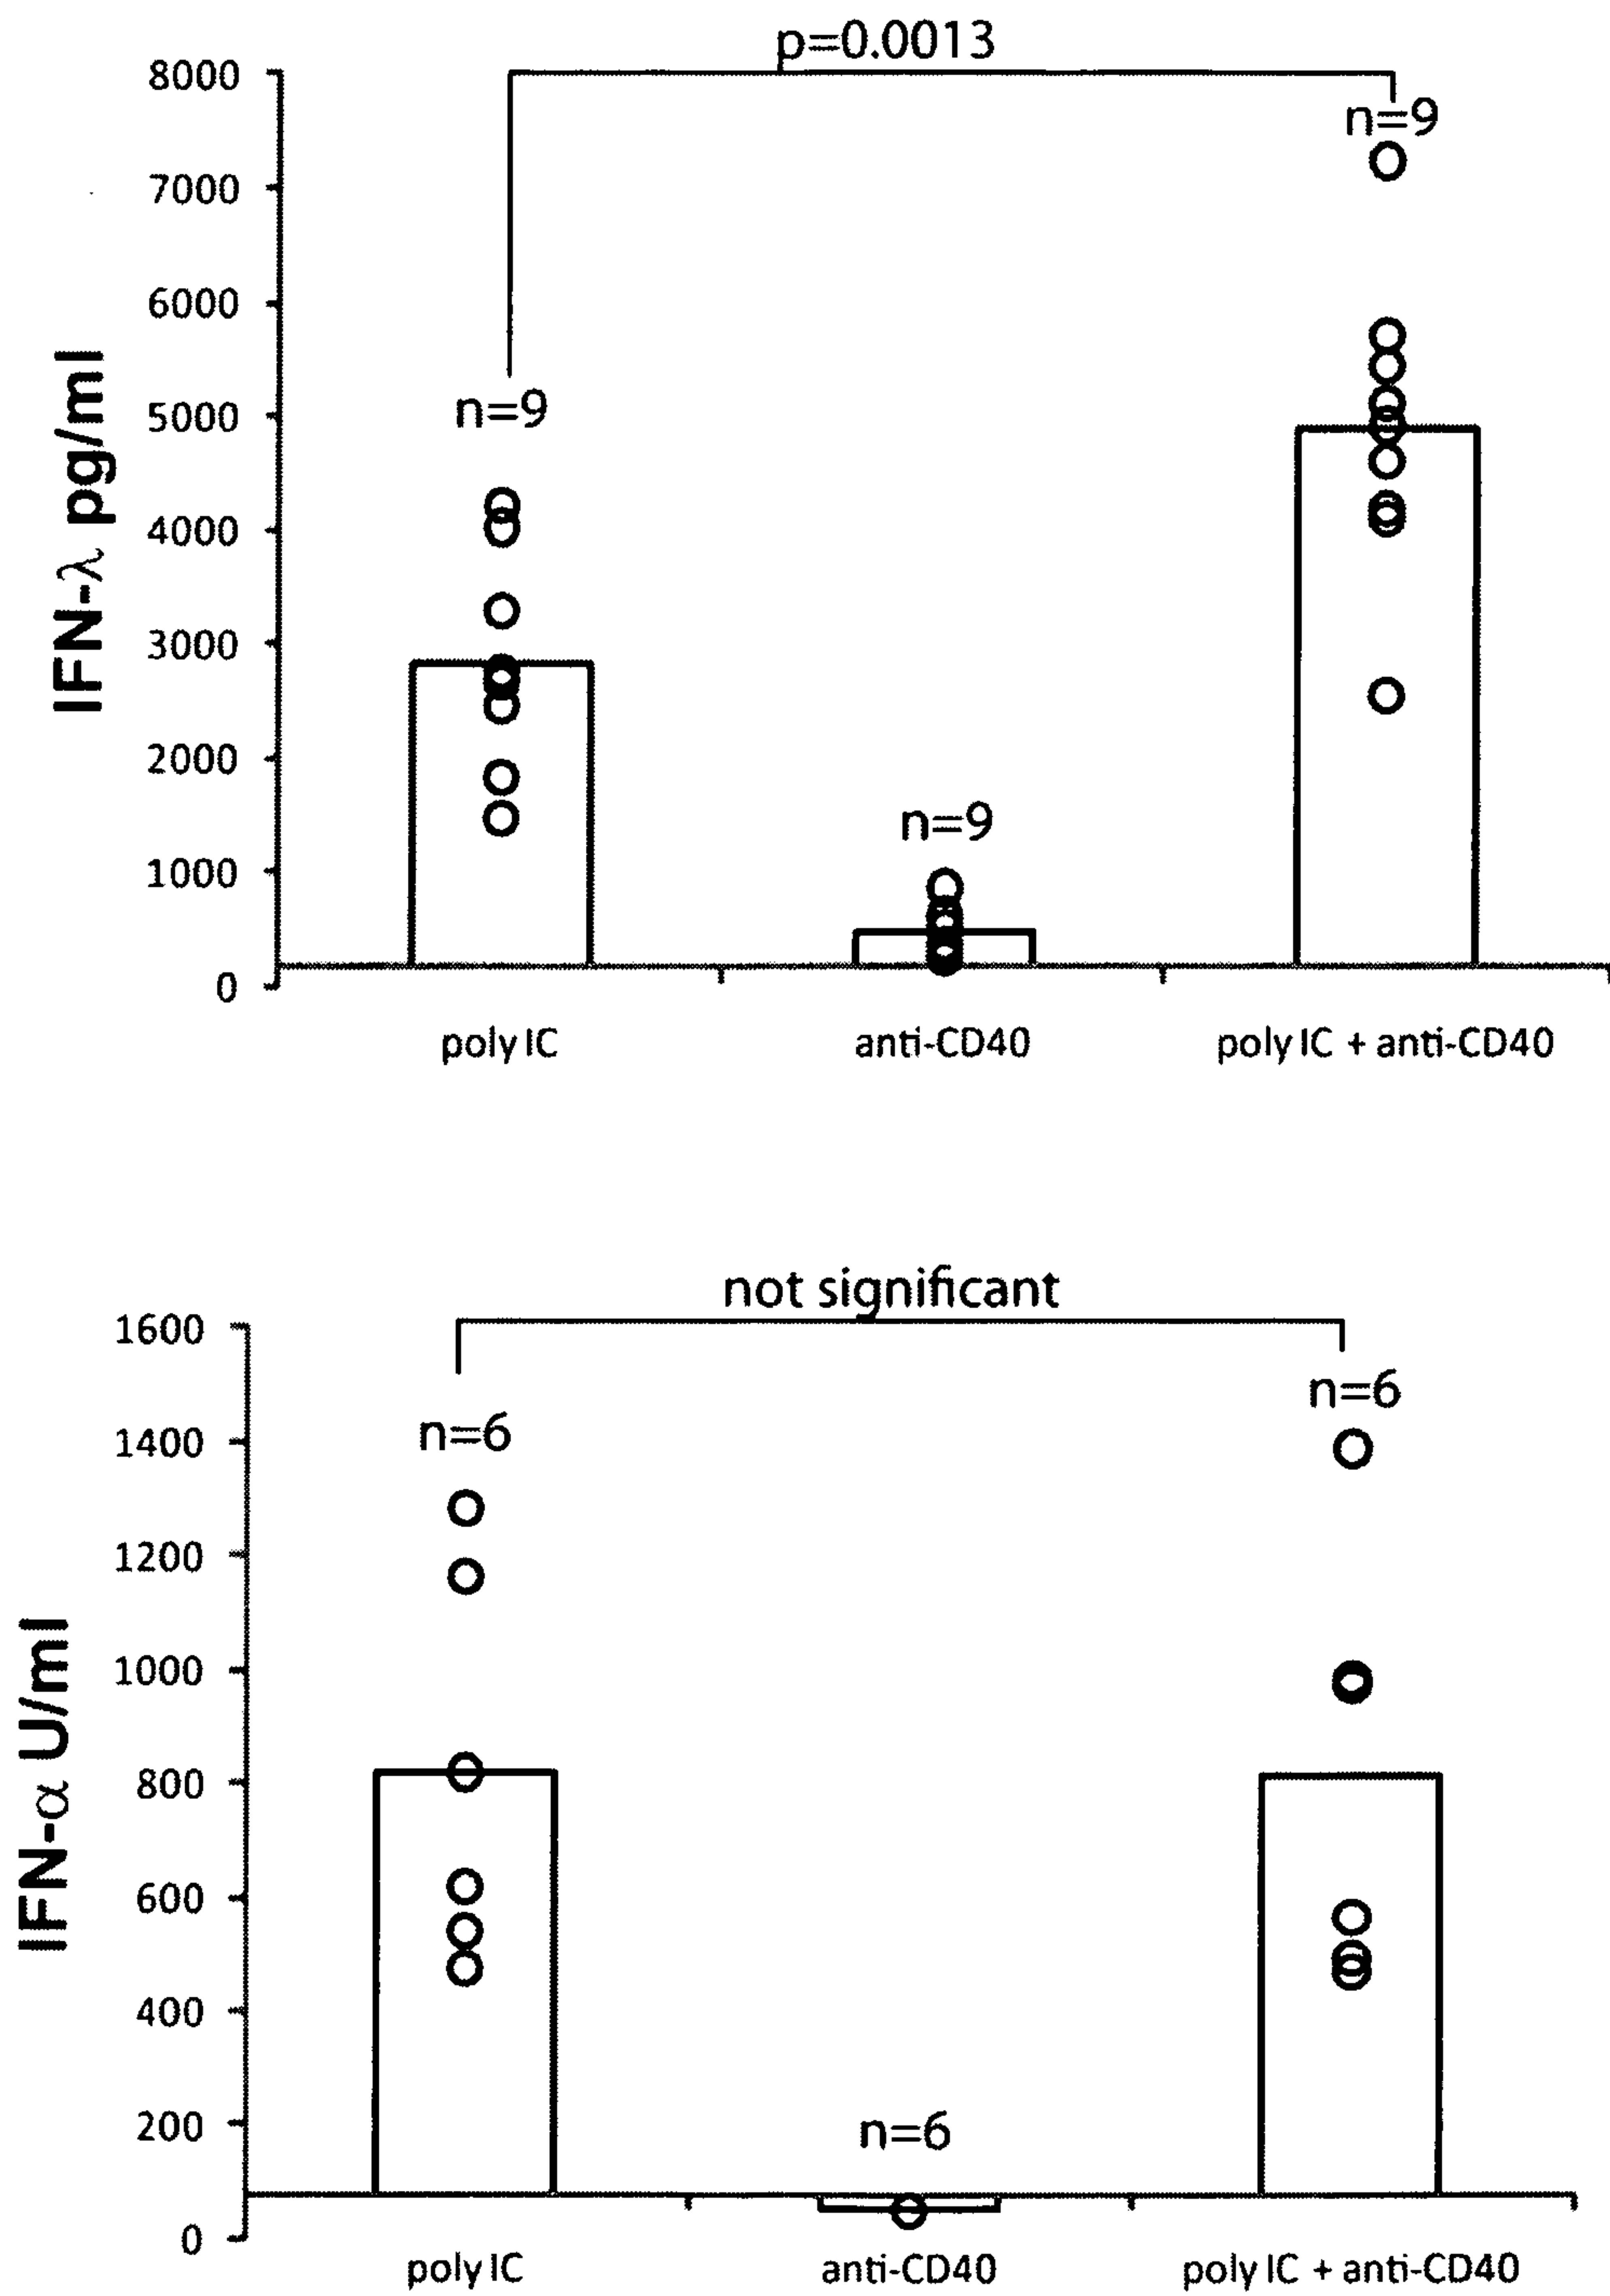 p=0.0013
8000
n=9
7000
6000
n=9
5000
4000
3000
2000
n=9
1000
0
IFN-λ pg/ml
poly IC
anti-CD40
poly IC + anti-CD40
not significant
1600
n=6
n=6
1400
1200
1000
800
600
400
n=6
200
0
IFN-α U/ml
poly IC
anti-CD40
poly IC + anti-CD40